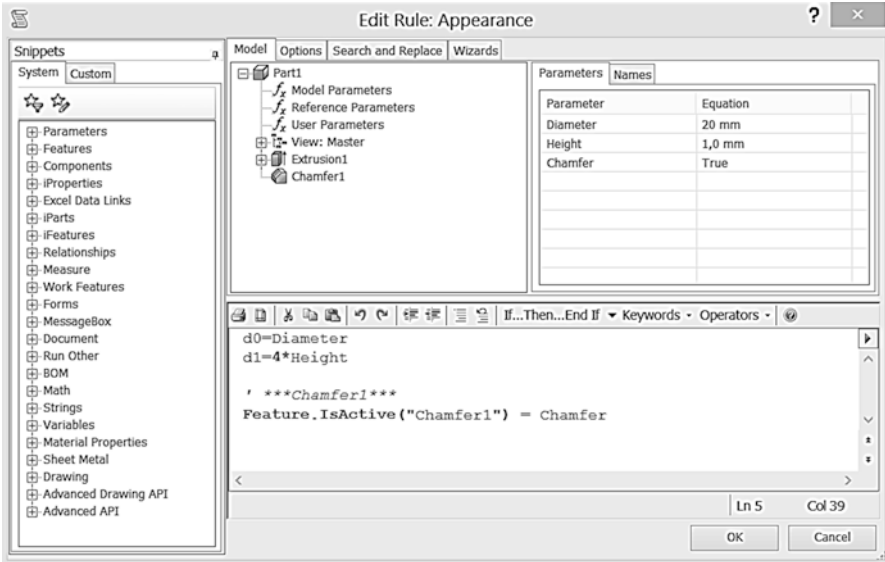 Edit Rule: Appearance
?
Snippets
System Custom
Parameters
Features
Components
iProperties
Excel Data Links
iParts
iFeatures
Relationships
Measure
Work Features
Forms
MessageBox
Document
Run Other
BOM
Math
Strings
Variables
Material Properties
Sheet Metal
Drawing
Advanced Drawing API
Advanced API
Model Options Search and Replace Wizards
Part1
fx Model Parameters
fx Reference Parameters
fx User Parameters
View: Master
Extrusion1
Chamfer1
Parameters Names
Parameter Equation
Diameter 20 mm
Height 1,0 mm
Chamfer True
If...Then...End If Keywords Operators
d0=Diameter
d1=4*Height
' ***Chamfer1***
Feature.IsActive("Chamfer1") = Chamfer
Ln 5 Col 39
OK Cancel